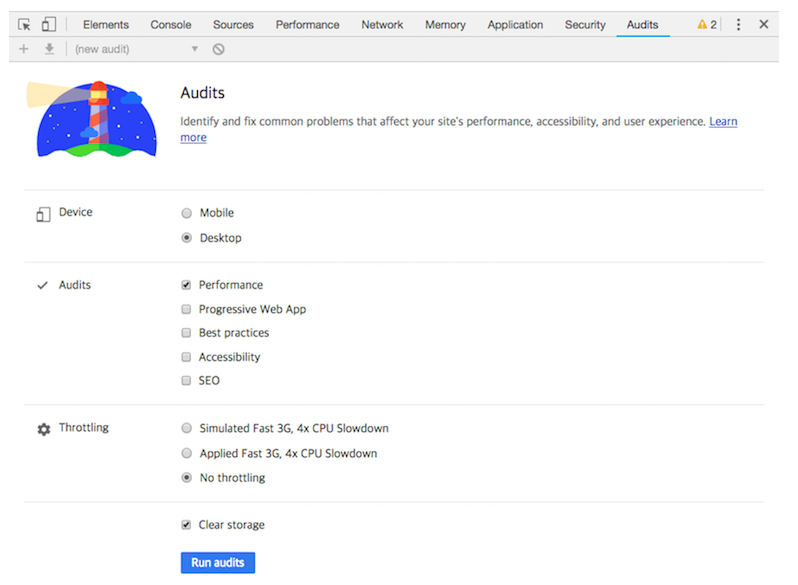 Elements Console Sources Performance Network Memory Application Security Audits 2
(new audit)
Audits
Identify and fix common problems that affect your site's performance, accessibility, and user experience. Learn
more
Device
Mobile
Desktop
Audits
Performance
Progressive Web App
Best practices
Accessibility
SEO
Throttling
Simulated Fast 3G, 4x CPU Slowdown
Applied Fast 3G, 4x CPU Slowdown
No throttling
Clear storage
Run audits